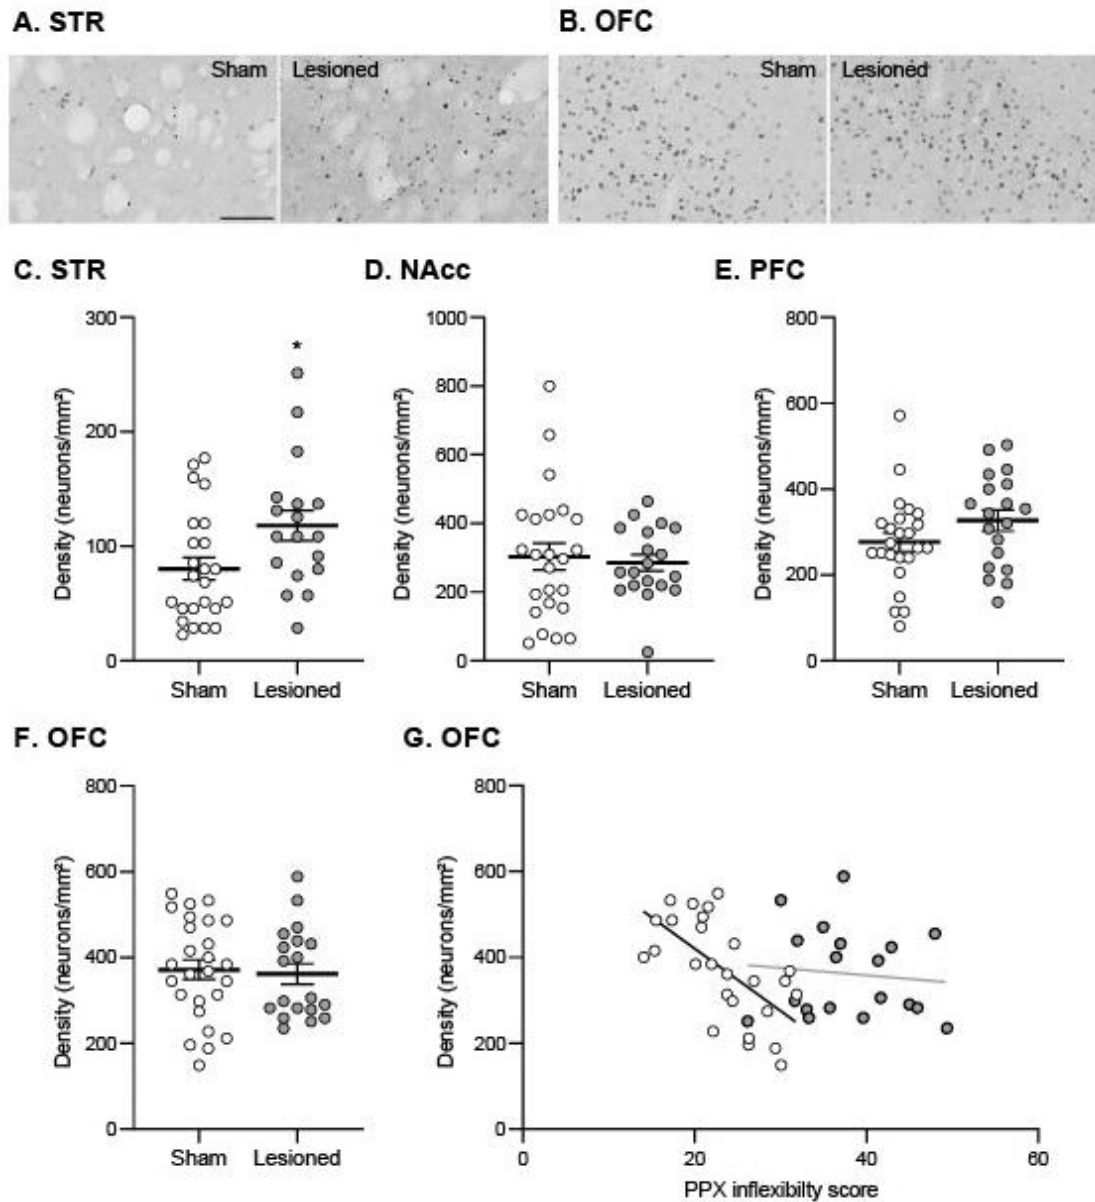 A. STR
B. OFC
Sham
Lesioned
Sham
Lesioned
C. STR
D. NAcc
E. PFC
300
200
100
0
Density (neurons/mm²)
*
Sham
Lesioned
1000
800
600
400
200
0
Density (neurons/mm²)
Sham
Lesioned
800
600
400
200
0
Density (neurons/mm²)
Sham
Lesioned
F. OFC
G. OFC
800
600
400
200
0
Density (neurons/mm²)
Sham
Lesioned
800
600
400
200
0
Density (neurons/mm²)
0
20
40
60
PPX inflexibilty score